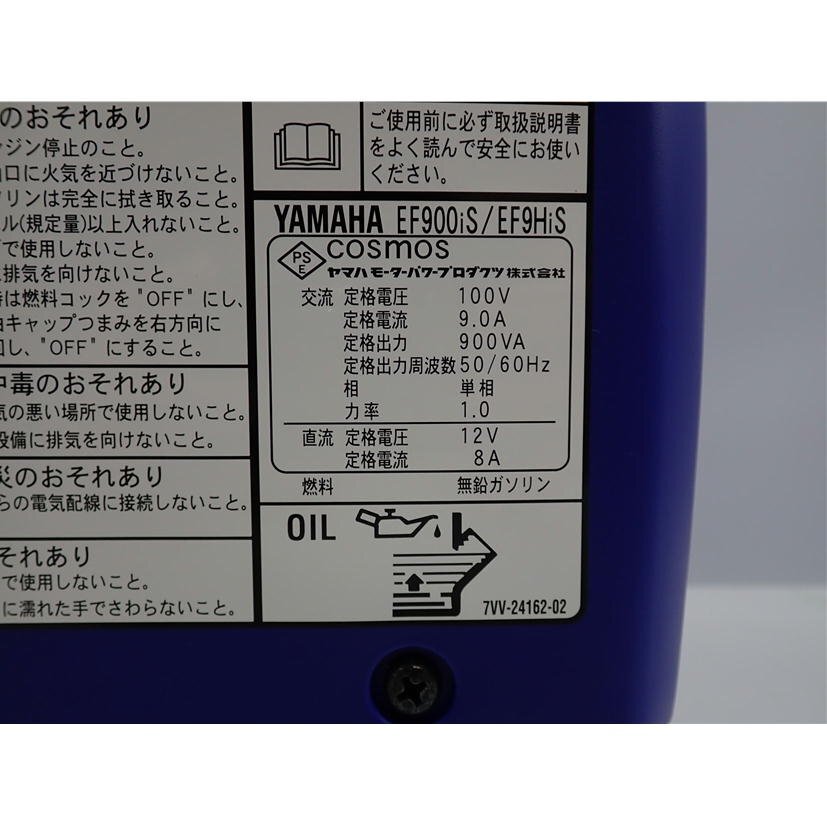 のおそれあり
ンジン停止のこと。
口に火気を近づけないこと。
ソリンは完全に拭き取ること。
ル(規定量)以上入れないこと。
で使用しないこと。
に排気を向けないこと。
時は燃料コックを "OFF" にし、
キャップつまみを右方向に
回し、"OFF" にすること。
中毒のおそれあり
気の悪い場所で使用しないこと。
設備に排気を向けないこと。
災のおそれあり
らの電気配線に接続しないこと。
それあり
で使用しないこと。
に濡れた手でさわらないこと。
ご使用前に必ず取扱説明書
をよく読んで安全にお使い
ください。
YAMAHA EF900iS/EF9HiS
PS
E
cosmos
ヤマハモーターパワープロダクツ株式会社
交流 定格電圧 100V
定格電流 9.0A
定格出力 900VA
定格出力周波数 50/60Hz
相 単相
力率 1.0
直流 定格電圧 12V
定格電流 8A
燃料 無鉛ガソリン
OIL
7VV-24162-02